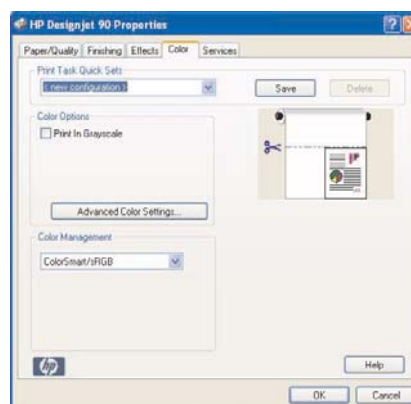 HP Designjet 90 Properties
Paper/Quality Finishing Effects Color Services
Print Task Quick Sets
< new configuration >
Save
Delete
Color Options
Print In Grayscale
Advanced Color Settings...
Color Management
ColorSmart/sRGB
hp
Help
OK
Cancel